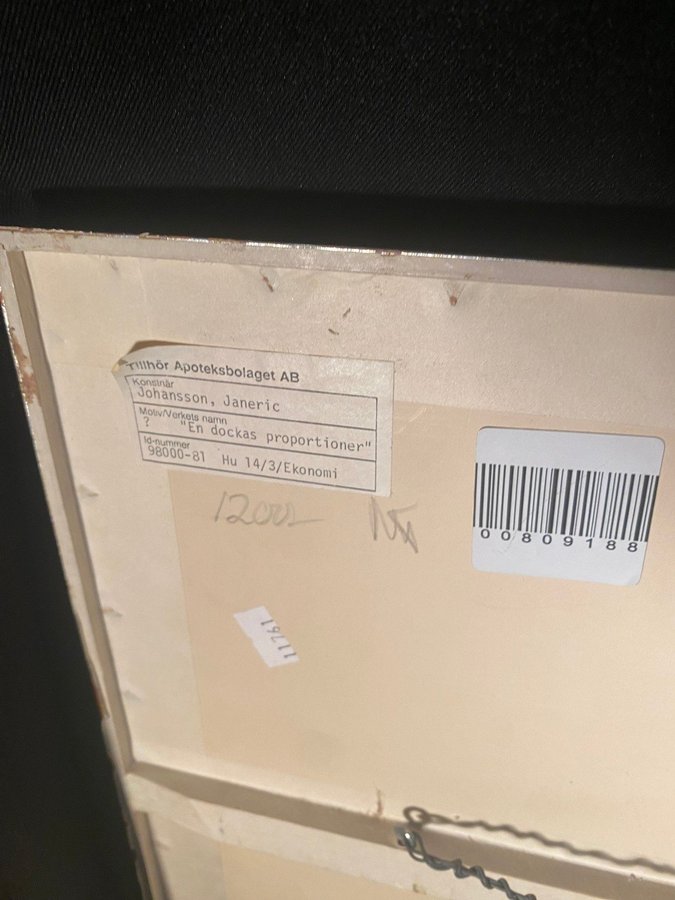 Tillhör Apoteksbolaget AB
Konstnär
Johansson, Janeric
Motiv/Verkets namn
? "En dockas proportioner"
Id-nummer
98000-81 Hu 14/3/Ekonomi
00809188
11761